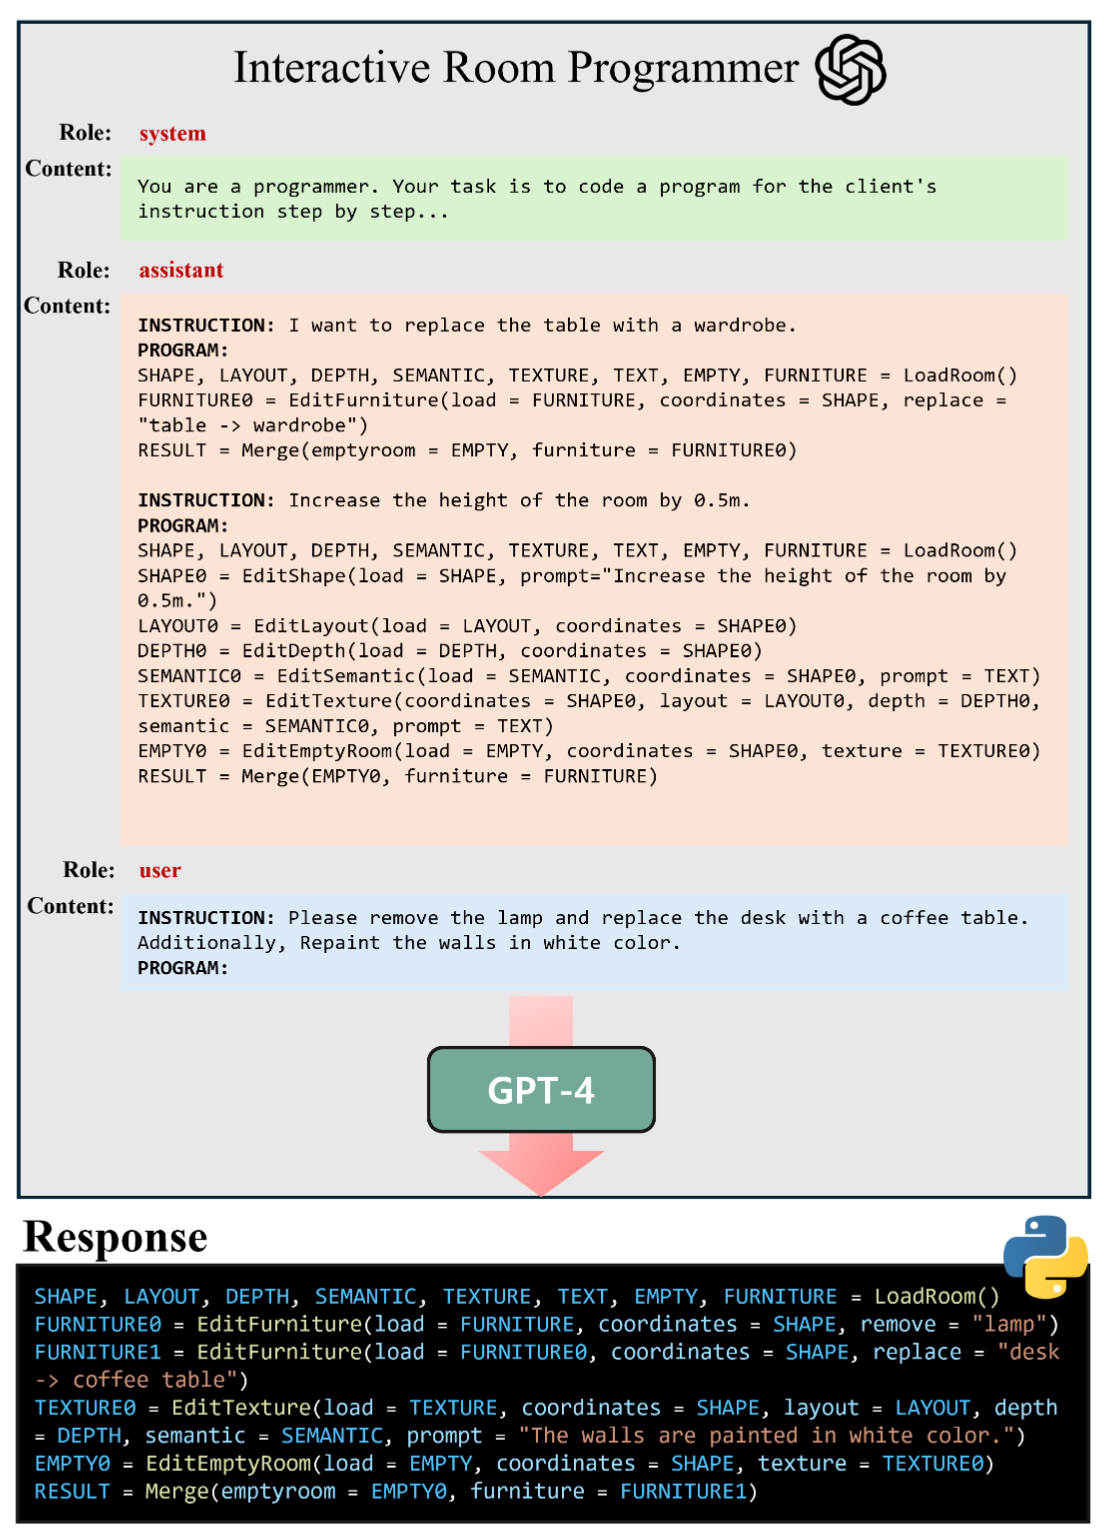 Interactive Room Programmer
Role: system
Content:
You are a programmer. Your task is to code a program for the client's
instruction step by step...
Role: assistant
Content:
INSTRUCTION: I want to replace the table with a wardrobe.
PROGRAM:
SHAPE, LAYOUT, DEPTH, SEMANTIC, TEXTURE, TEXT, EMPTY, FURNITURE = LoadRoom()
FURNITURE0 = EditFurniture(load = FURNITURE, coordinates = SHAPE, replace =
"table -> wardrobe")
RESULT = Merge(emptyroom = EMPTY, furniture = FURNITURE0)
INSTRUCTION: Increase the height of the room by 0.5m.
PROGRAM:
SHAPE, LAYOUT, DEPTH, SEMANTIC, TEXTURE, TEXT, EMPTY, FURNITURE = LoadRoom()
SHAPE0 = EditShape(load = SHAPE, prompt="Increase the height of the room by
0.5m.")
LAYOUT0 = EditLayout(load = LAYOUT, coordinates = SHAPE0)
DEPTH0 = EditDepth(load = DEPTH, coordinates = SHAPE0)
SEMANTIC0 = EditSemantic(load = SEMANTIC, coordinates = SHAPE0, prompt = TEXT)
TEXTURE0 = EditTexture(coordinates = SHAPE0, layout = LAYOUT0, depth = DEPTH0,
semantic = SEMANTIC0, prompt = TEXT)
EMPTY0 = EditEmptyRoom(load = EMPTY, coordinates = SHAPE0, texture = TEXTURE0)
RESULT = Merge(EMPTY0, furniture = FURNITURE)
Role: user
Content:
INSTRUCTION: Please remove the lamp and replace the desk with a coffee table.
Additionally, Repaint the walls in white color.
PROGRAM:
GPT-4
Response
SHAPE, LAYOUT, DEPTH, SEMANTIC, TEXTURE, TEXT, EMPTY, FURNITURE = LoadRoom()
FURNITURE0 = EditFurniture(load = FURNITURE, coordinates = SHAPE, remove = "lamp")
FURNITURE1 = EditFurniture(load = FURNITURE0, coordinates = SHAPE, replace = "desk
-> coffee table")
TEXTURE0 = EditTexture(load = TEXTURE, coordinates = SHAPE, layout = LAYOUT, depth
= DEPTH, semantic = SEMANTIC, prompt = "The walls are painted in white color.")
EMPTY0 = EditEmptyRoom(load = EMPTY, coordinates = SHAPE, texture = TEXTURE0)
RESULT = Merge(emptyroom = EMPTY0, furniture = FURNITURE1)